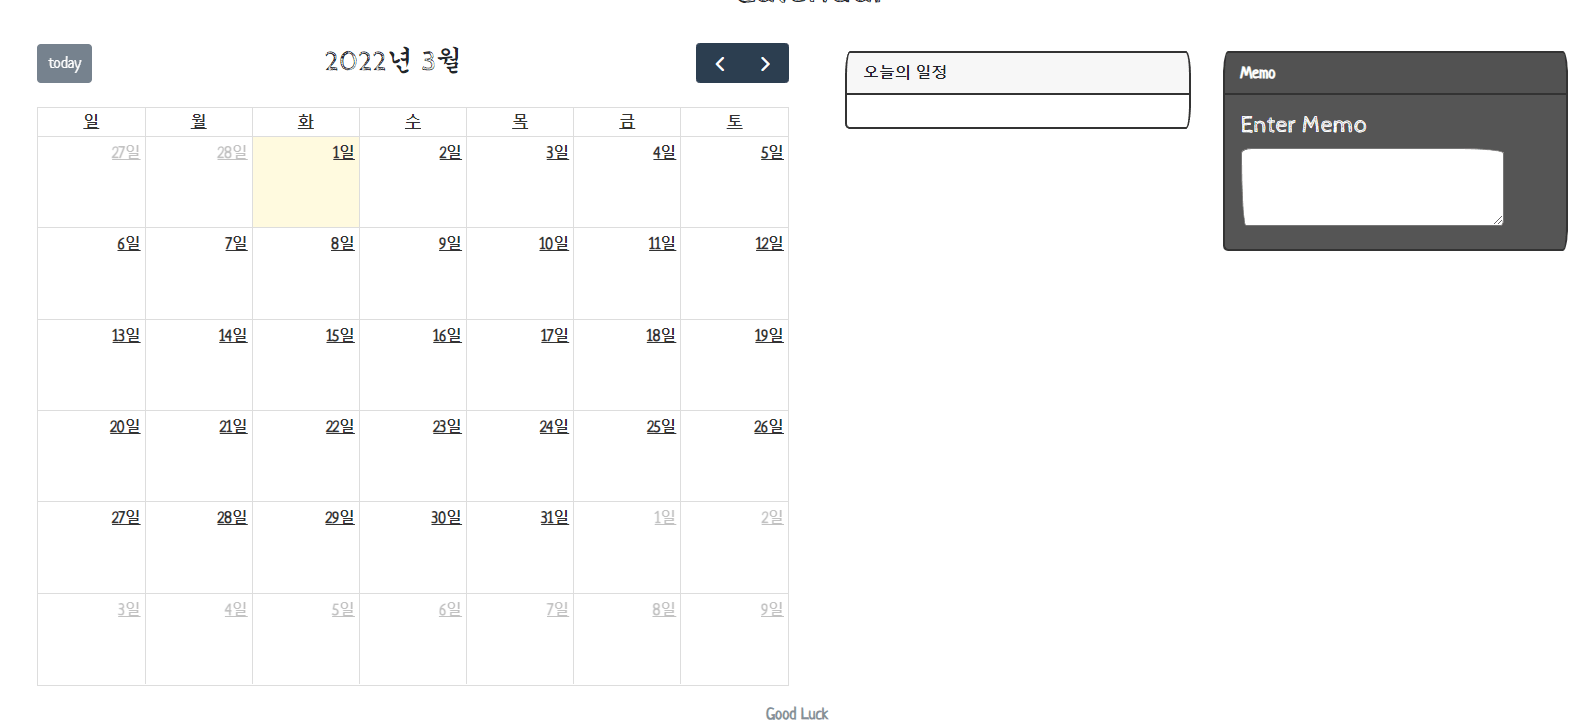 Calendar
today
2022년 3월
일 월 화 수 목 금 토
27일 28일 1일 2일 3일 4일 5일
6일 7일 8일 9일 10일 11일 12일
13일 14일 15일 16일 17일 18일 19일
20일 21일 22일 23일 24일 25일 26일
27일 28일 29일 30일 31일 1일 2일
3일 4일 5일 6일 7일 8일 9일
오늘의 일정
Memo
Enter Memo
Good Luck